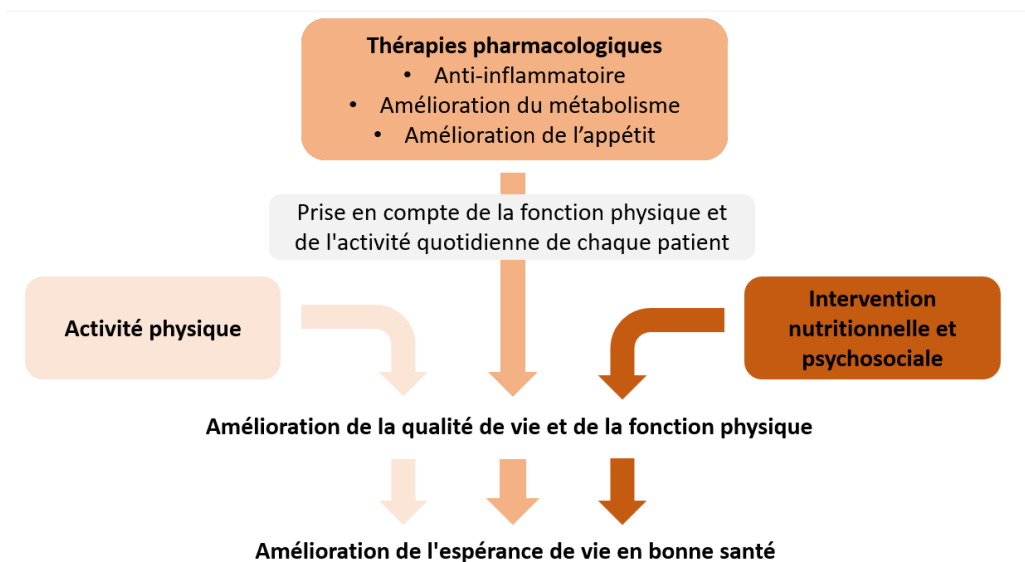 Thérapies pharmacologiques
• Anti-inflammatoire
• Amélioration du métabolisme
• Amélioration de l’appétit
Prise en compte de la fonction physique et
de l'activité quotidienne de chaque patient
Activité physique
Intervention
nutritionnelle et
psychosociale
Amélioration de la qualité de vie et de la fonction physique
Amélioration de l'espérance de vie en bonne santé